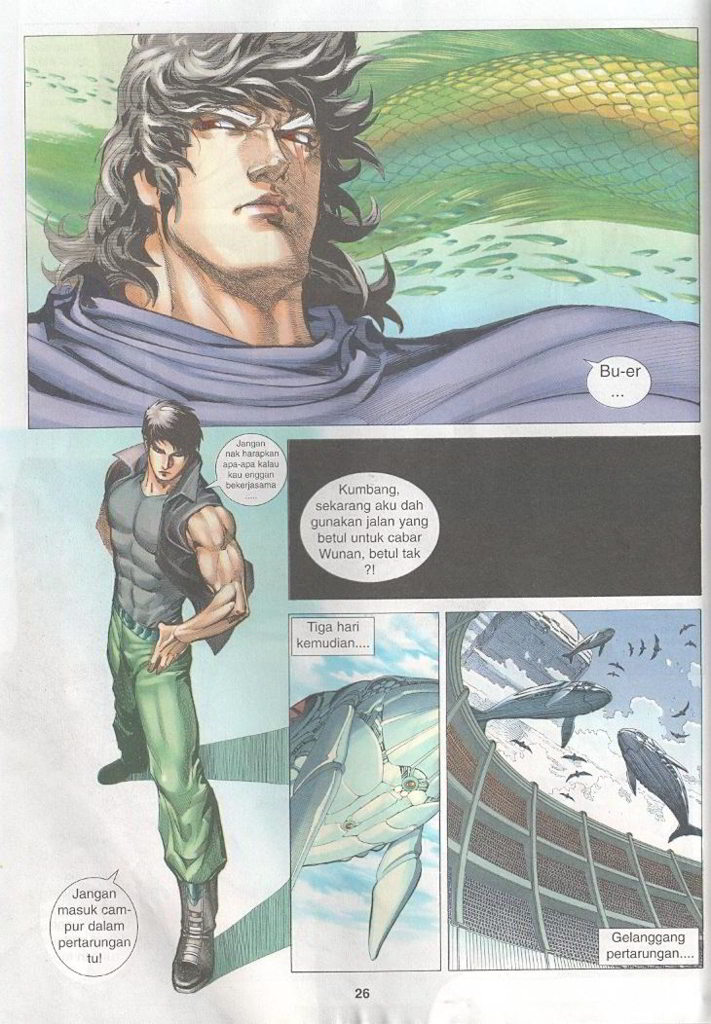 Bu-er
...
Jangan
nak harapkan
apa-apa kalau
kau enggan
bekerjasama
.....
Kumbang,
sekarang aku dah
gunakan jalan yang
betul untuk cabar
Wunan, betul tak
?!
Tiga hari
kemudian....
Jangan
masuk cam-
pur dalam
pertarungan
tu!
Gelanggang
pertarungan....
26